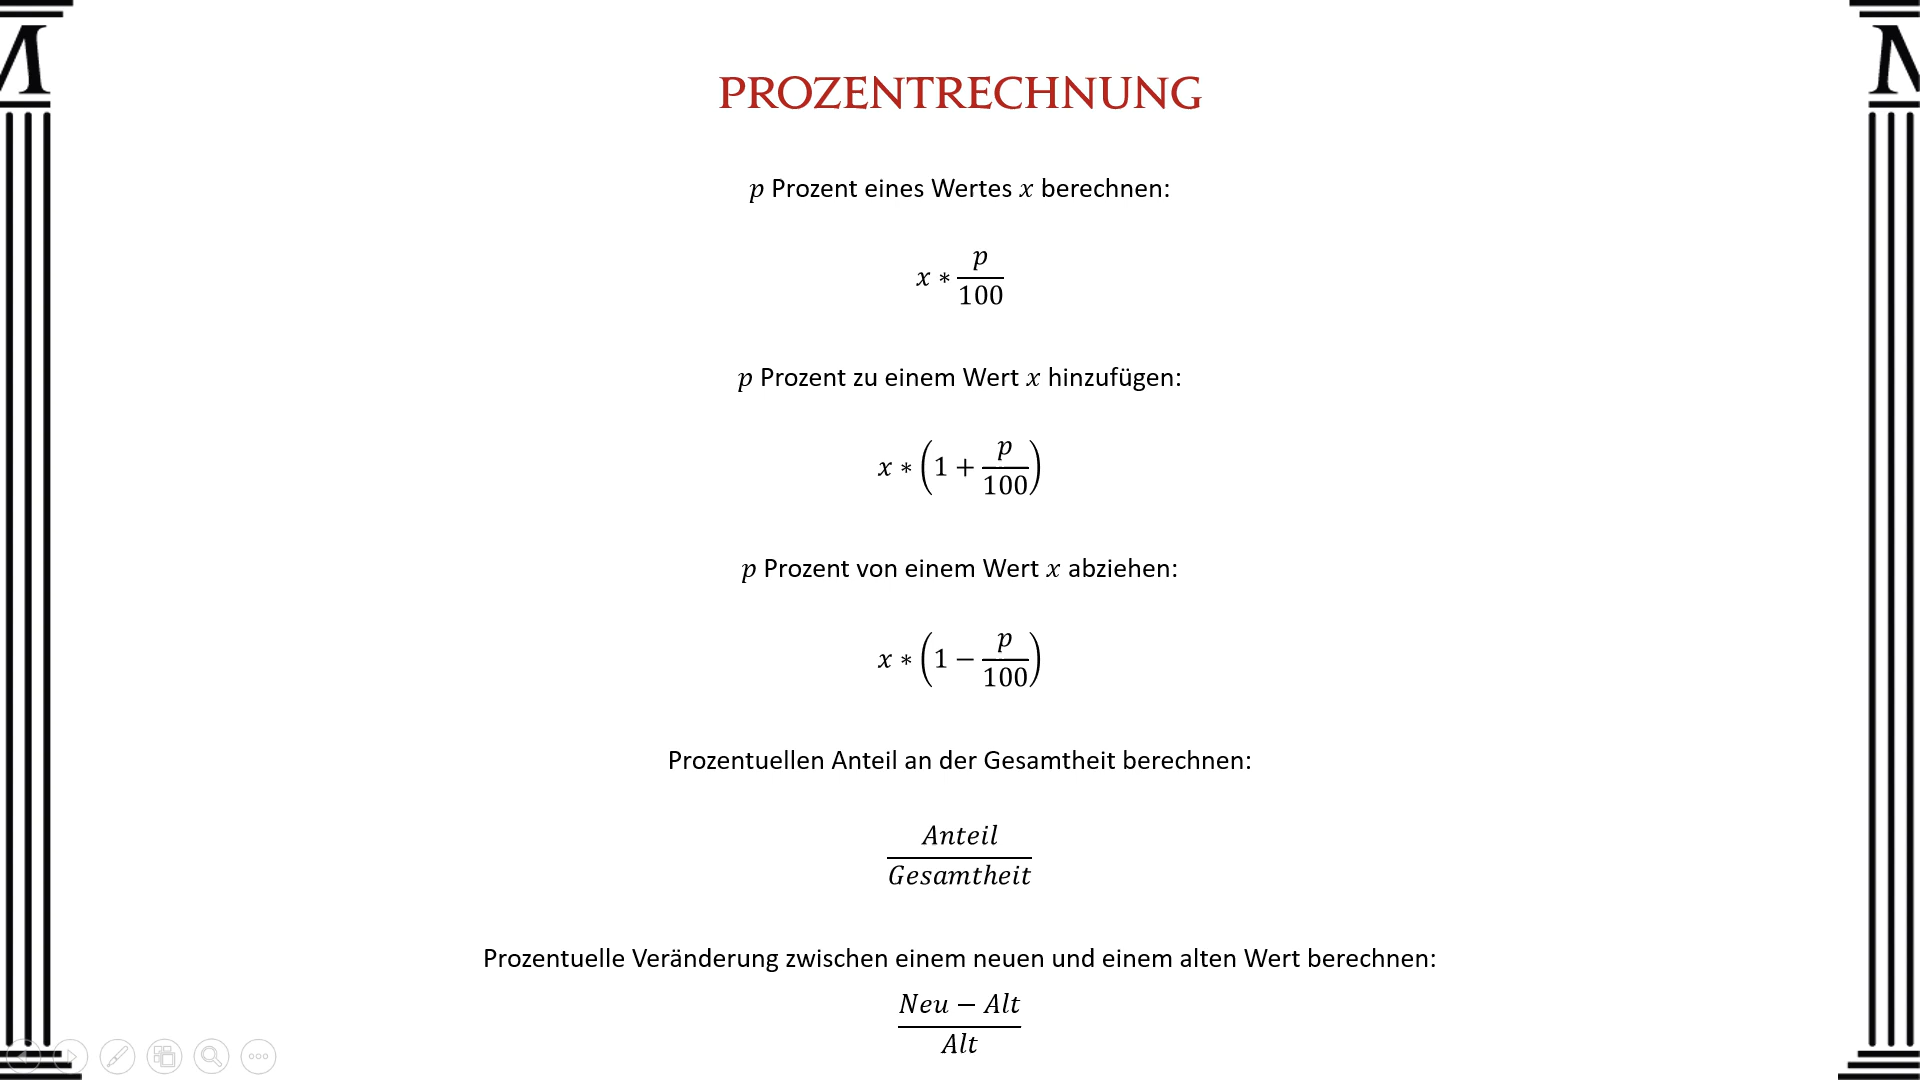 M
PROZENTRECHNUNG
p Prozent eines Wertes x berechnen:
x * p/100
p Prozent zu einem Wert x hinzufügen:
x * (1 + p/100)
p Prozent von einem Wert x abziehen:
x * (1 − p/100)
Prozentuellen Anteil an der Gesamtheit berechnen:
Anteil
Gesamtheit
Prozentuelle Veränderung zwischen einem neuen und einem alten Wert berechnen:
Neu − Alt
Alt